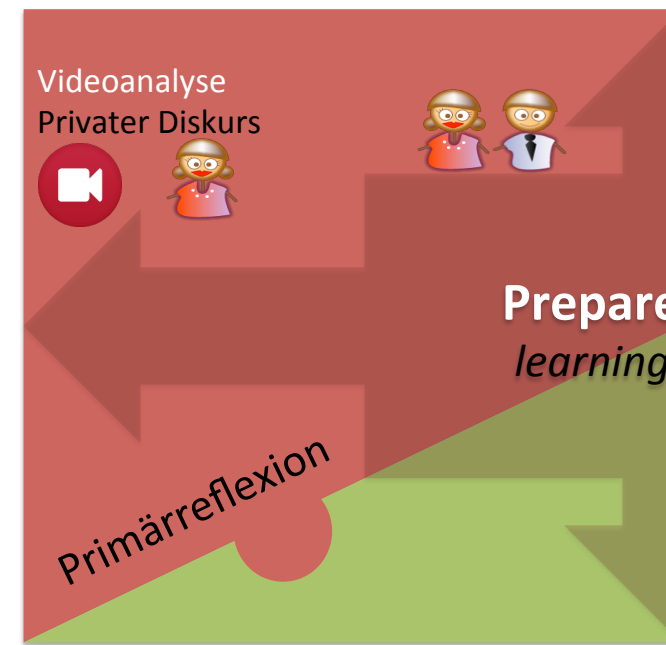 Videoanalyse
Privater Diskurs
Prepare
learning
Primärreflexion